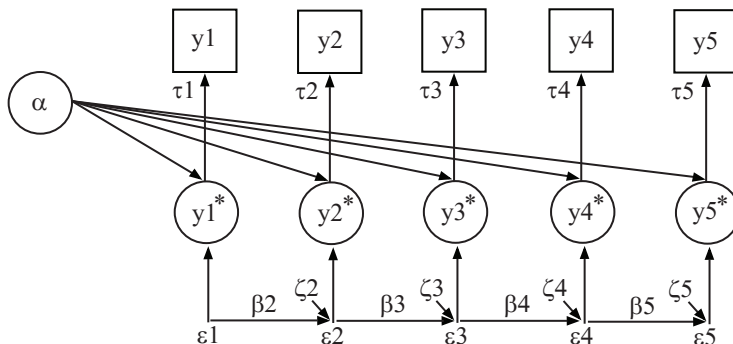 y1 y2 y3 y4 y5
τ1 τ2 τ3 τ4 τ5
α
y1* y2* y3* y4* y5*
ζ2 ζ3 ζ4 ζ5
β2 β3 β4 β5
ε1 ε2 ε3 ε4 ε5